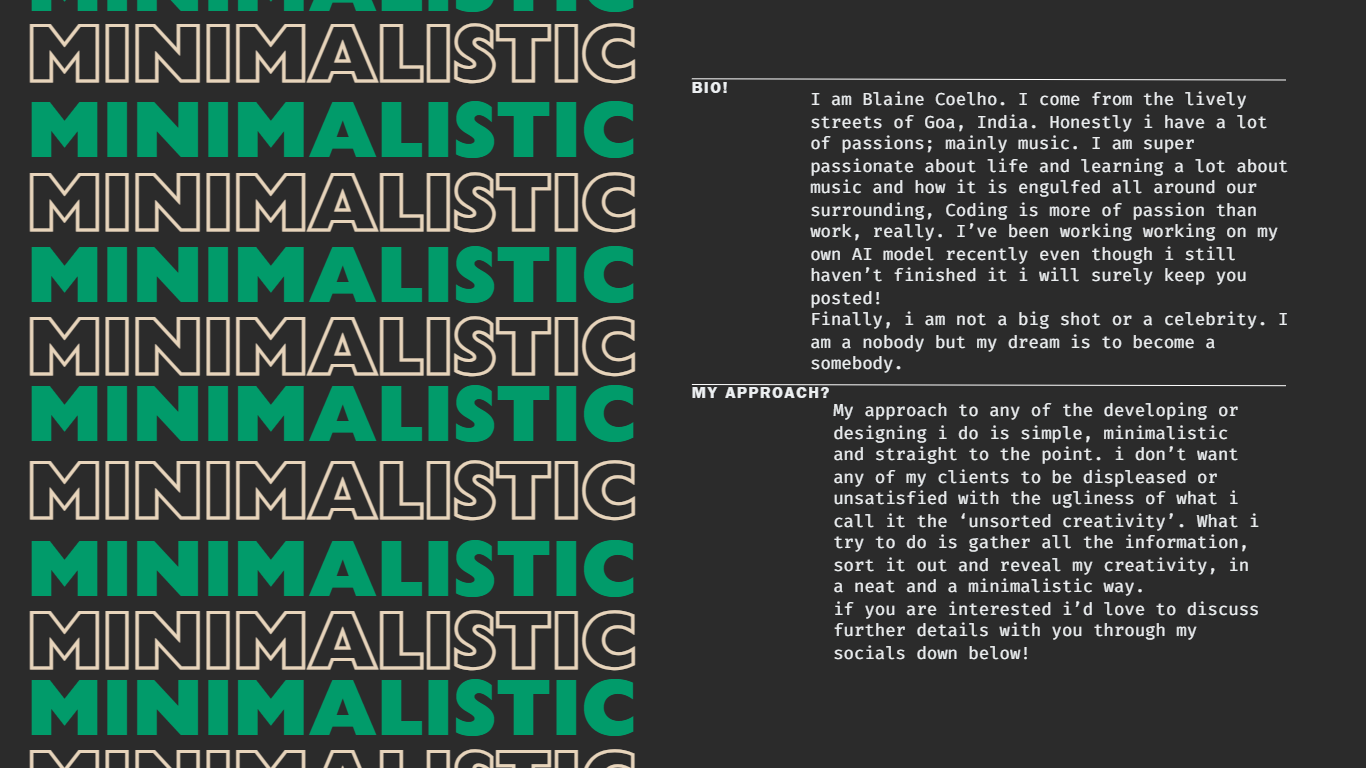 MINIMALISTIC
MINIMALISTIC
MINIMALISTIC
MINIMALISTIC
MINIMALISTIC
MINIMALISTIC
MINIMALISTIC
MINIMALISTIC
MINIMALISTIC
MINIMALISTIC
MINIMALISTIC
MINIMALISTIC
BIO!
I am Blaine Coelho. I come from the lively
streets of Goa, India. Honestly i have a lot
of passions; mainly music. I am super
passionate about life and learning a lot about
music and how it is engulfed all around our
surrounding, Coding is more of passion than
work, really. I’ve been working working on my
own AI model recently even though i still
haven’t finished it i will surely keep you
posted!
Finally, i am not a big shot or a celebrity. I
am a nobody but my dream is to become a
somebody.
MY APPROACH?
My approach to any of the developing or
designing i do is simple, minimalistic
and straight to the point. i don’t want
any of my clients to be displeased or
unsatisfied with the ugliness of what i
call it the ‘unsorted creativity’. What i
try to do is gather all the information,
sort it out and reveal my creativity, in
a neat and a minimalistic way.
if you are interested i’d love to discuss
further details with you through my
socials down below!